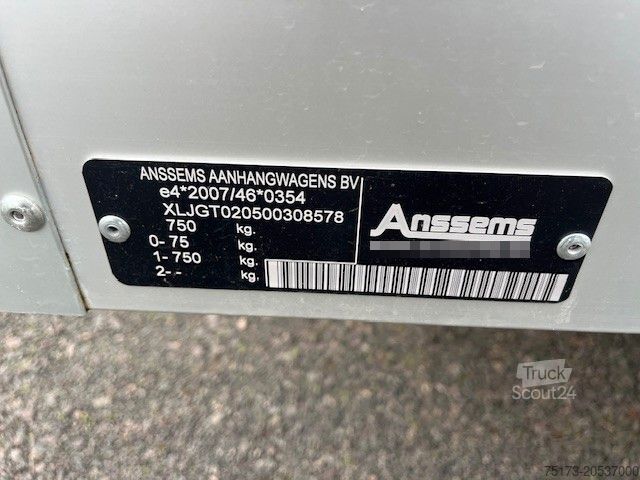 ANSSEMS AANHANGWAGENS BV
e4*2007/46*0354
XLJGT020500308578
750 kg.
0- 75 kg.
1- 750 kg.
2- - kg.
Anssems
Truck
Scout24
75173-20537000